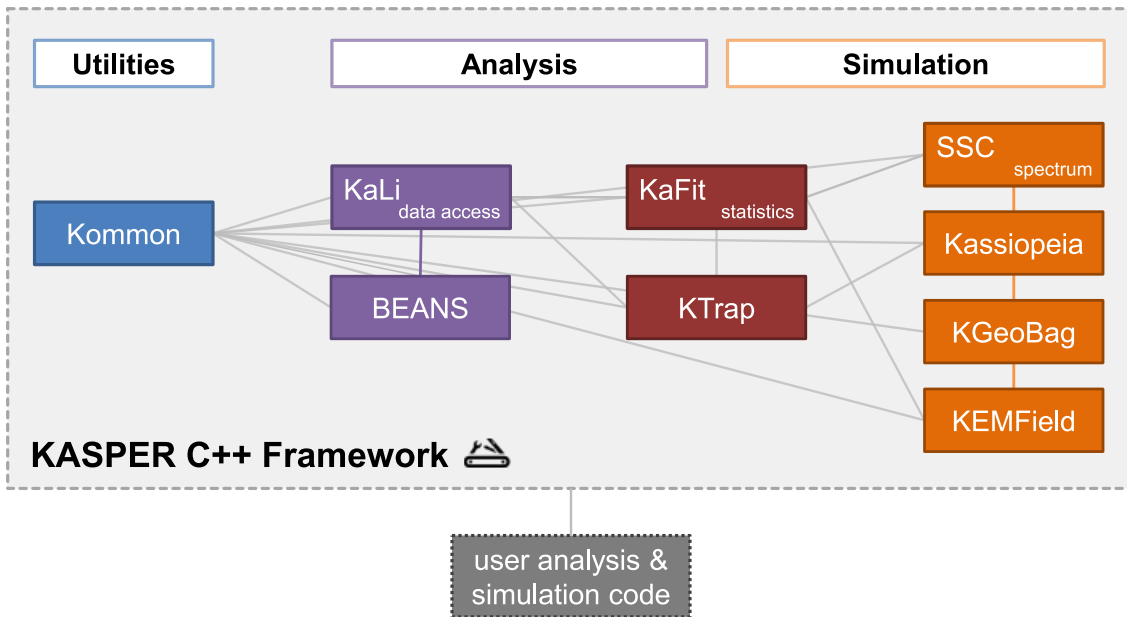 Utilities
Analysis
Simulation
Kommon
KaLi
data access
BEANS
KaFit
statistics
KTrap
SSC
spectrum
Kassiopeia
KGeoBag
KEMField
KASPER C++ Framework
user analysis &
simulation code